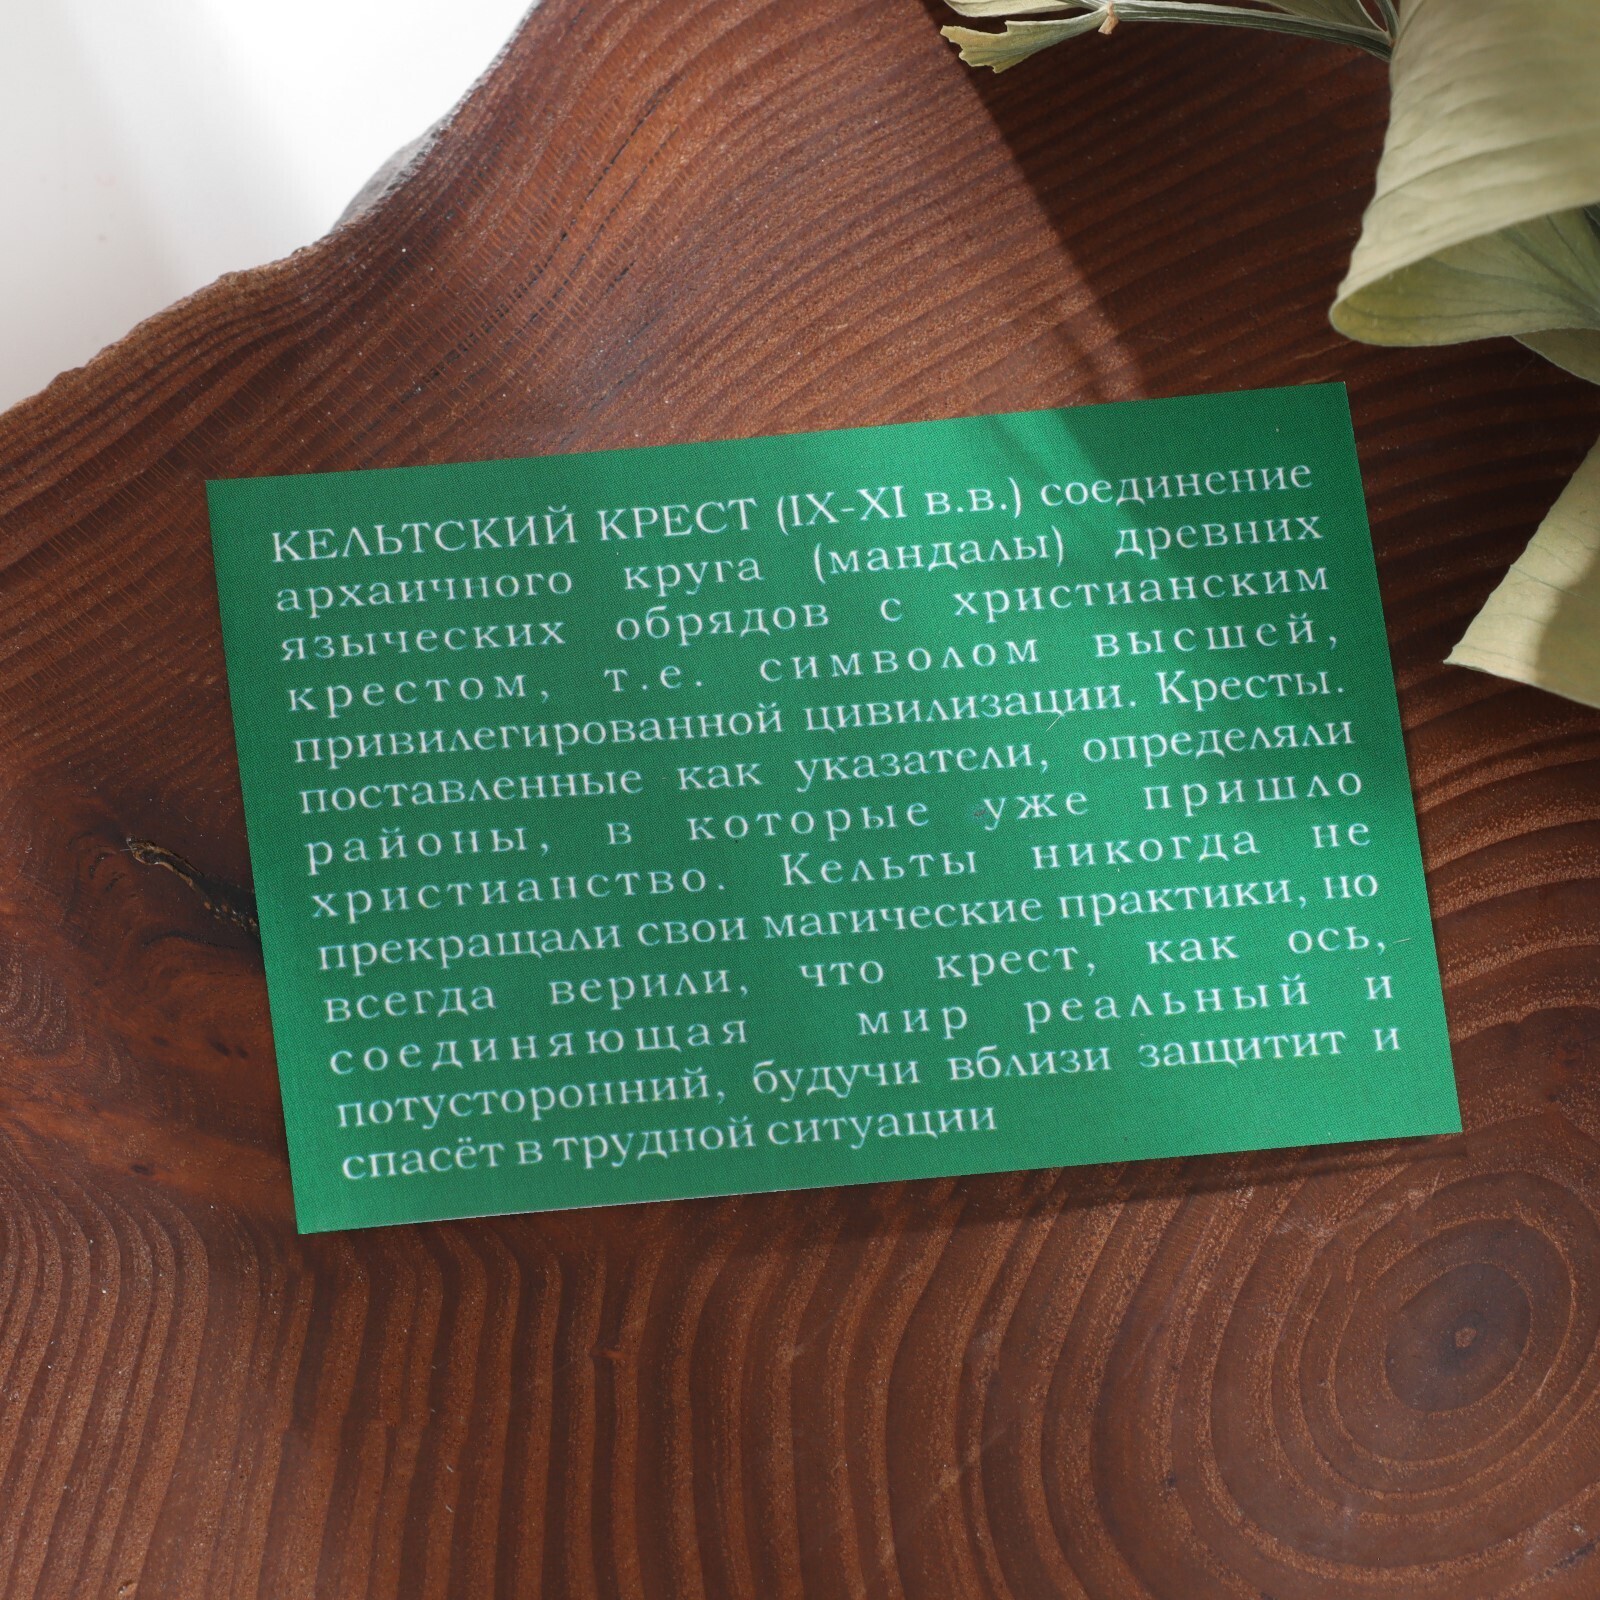 КЕЛЬТСКИЙ КРЕСТ (IX-XI в.в.) соединение
архаичного круга (мандалы) древних
языческих обрядов с христианским
крестом, т.е. символом высшей,
привилегированной цивилизации. Кресты.
поставленные как указатели, определяли
районы, в которые уже пришло
христианство. Кельты никогда не
прекращали свои магические практики, но
всегда верили, что крест, как ось,
соединяющая мир реальный и
потусторонний, будучи вблизи защитит и
спасёт в трудной ситуации